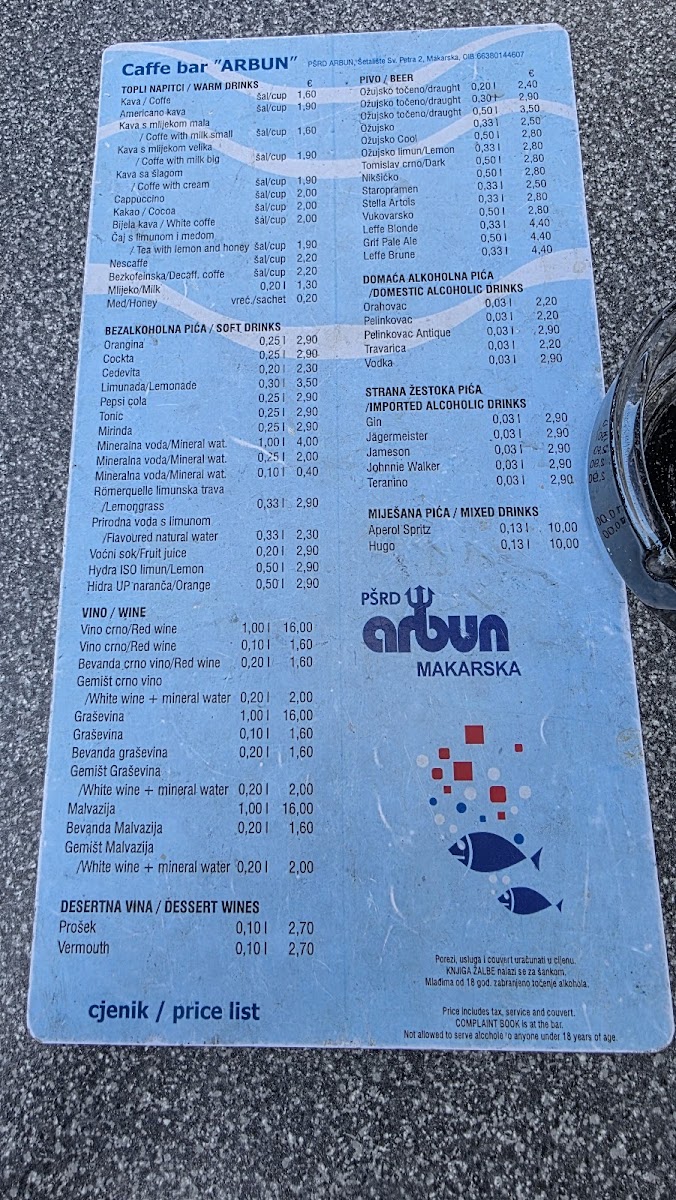 Caffe bar "ARBUN" PŠRD ARBUN, Šetalište Sv. Petra 2, Makarska, OIB:66380144607
TOPLI NAPITCI / WARM DRINKS €
Kava / Coffe šal/cup 1,60
Americano kava šal/cup 1,90
Kava s mlijekom mala
/ Coffe with milk small šal/cup 1,60
Kava s mlijekom velika
/ Coffe with milk big šal/cup 1,90
Kava sa šlagom
/ Coffe with cream šal/cup 1,90
Cappuccino šal/cup 2,00
Kakao / Cocoa šal/cup 2,00
Bijela kava / White coffe šal/cup 2,00
Čaj s limunom i medom
/ Tea with lemon and honey šal/cup 1,90
Nescaffe šal/cup 2,20
Bezkofeinska/Decaff. coffe šal/cup 2,20
Mlijeko/Milk 0,20 l 1,30
Med/Honey vreć./sachet 0,20
BEZALKOHOLNA PIĆA / SOFT DRINKS
Orangina 0,25 l 2,90
Cockta 0,25 l 2,90
Cedevita 0,20 l 2,30
Limunada/Lemonade 0,30 l 3,50
Pepsi cola 0,25 l 2,90
Tonic 0,25 l 2,90
Mirinda 0,25 l 2,90
Mineralna voda/Mineral wat. 1,00 l 4,00
Mineralna voda/Mineral wat. 0,25 l 2,00
Mineralna voda/Mineral wat. 0,10 l 0,40
Römerquelle limunska trava
/Lemongrass 0,33 l 2,90
Prirodna voda s limunom
/Flavoured natural water 0,33 l 2,30
Voćni sok/Fruit juice 0,20 l 2,90
Hydra ISO limun/Lemon 0,50 l 2,90
Hidra UP naranča/Orange 0,50 l 2,90
VINO / WINE
Vino crno/Red wine 1,00 l 16,00
Vino crno/Red wine 0,10 l 1,60
Bevanda crno vino/Red wine 0,20 l 1,60
Gemišt crno vino
/White wine + mineral water 0,20 l 2,00
Graševina 1,00 l 16,00
Graševina 0,10 l 1,60
Bevanda graševina 0,20 l 1,60
Gemišt Graševina
/White wine + mineral water 0,20 l 2,00
Malvazija 1,00 l 16,00
Bevanda Malvazija 0,20 l 1,60
Gemišt Malvazija
/White wine + mineral water 0,20 l 2,00
DESERTNA VINA / DESSERT WINES
Prošek 0,10 l 2,70
Vermouth 0,10 l 2,70
cjenik / price list
PIVO / BEER €
Ožujsko točeno/draught 0,20 l 2,40
Ožujsko točeno/draught 0,30 l 2,90
Ožujsko točeno/draught 0,50 l 3,50
Ožujsko 0,33 l 2,50
Ožujsko Cool 0,50 l 2,80
Ožujsko limun/Lemon 0,50 l 2,80
Tomislav crno/Dark 0,50 l 2,80
Nikšićko 0,50 l 2,80
Staropramen 0,33 l 2,50
Stella Artois 0,33 l 2,80
Vukovarsko 0,50 l 2,80
Leffe Blonde 0,33 l 4,40
Grif Pale Ale 0,50 l 4,40
Leffe Brune 0,33 l 4,40
DOMAĆA ALKOHOLNA PIĆA
/DOMESTIC ALCOHOLIC DRINKS
Orahovac 0,03 l 2,20
Pelinkovac 0,03 l 2,20
Pelinkovac Antique 0,03 l 2,90
Travarica 0,03 l 2,20
Vodka 0,03 l 2,90
STRANA ŽESTOKA PIĆA
/IMPORTED ALCOHOLIC DRINKS
Gin 0,03 l 2,90
Jägermeister 0,03 l 2,90
Jameson 0,03 l 2,90
Johnnie Walker 0,03 l 2,90
Teranino 0,03 l 2,90
MIJEŠANA PIĆA / MIXED DRINKS
Aperol Spritz 0,13 l 10,00
Hugo 0,13 l 10,00
PŠRD
arbun
MAKARSKA
Porezi, usluga i couvert uračunati u cijenu.
KNJIGA ŽALBE nalazi se za šankom.
Mlađima od 18 god. zabranjeno točenje alkohola.
Price includes tax, service and couvert.
COMPLAINT BOOK is at the bar.
Not allowed to serve alcohole to anyone under 18 years of age.